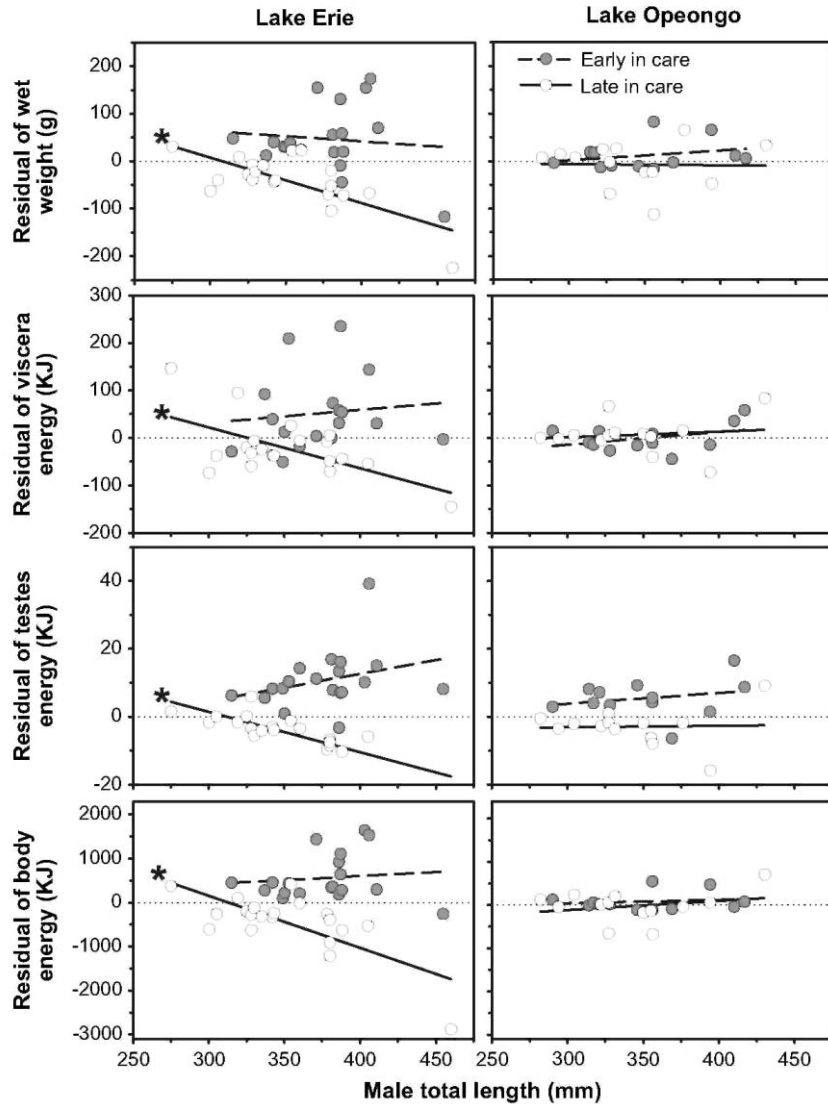 Lake Erie
Lake Opeongo
Residual of wet
weight (g)
200
100
0
-100
-200
*
Early in care
Late in care
Residual of viscera
energy (KJ)
300
200
100
0
-100
-200
*
Residual of testes
energy (KJ)
40
20
0
-20
*
Residual of body
energy (KJ)
2000
1000
0
-1000
-2000
-3000
*
250 300 350 400 450
250 300 350 400 450
Male total length (mm)